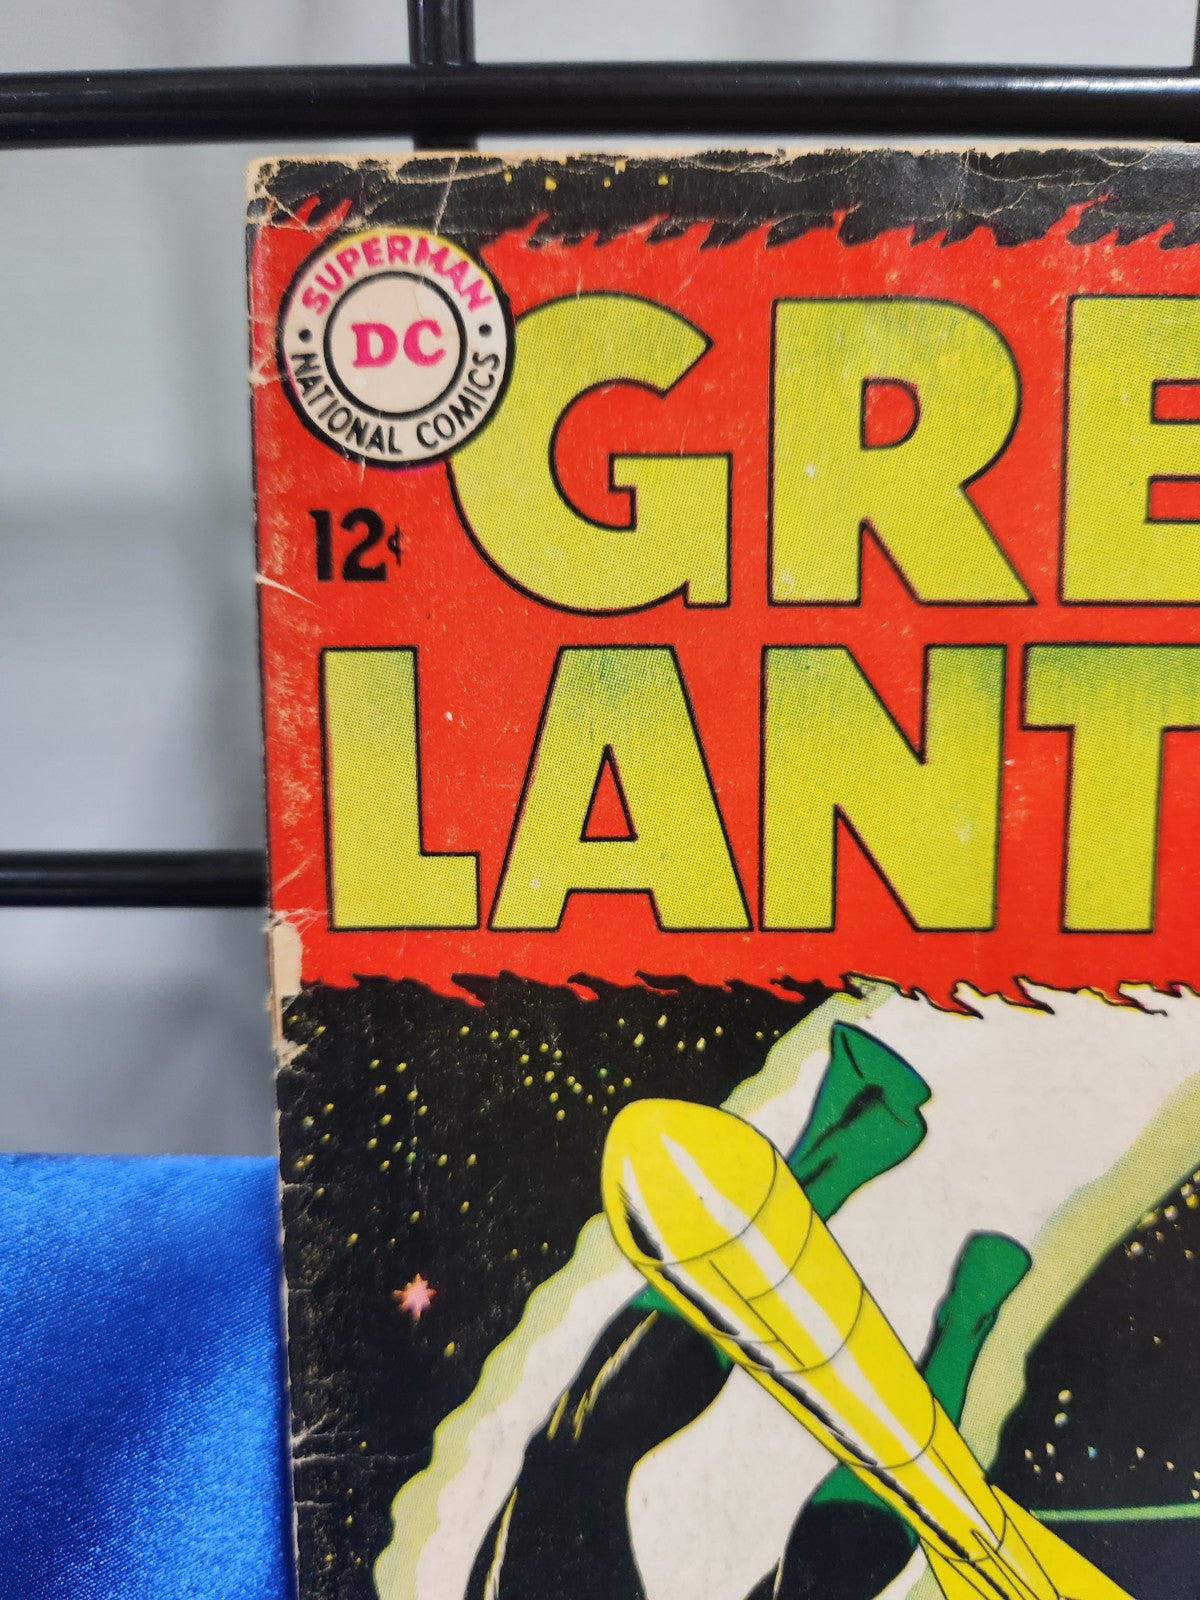 SUPERMAN
DC
NATIONAL COMICS
12¢
GRE
LANT